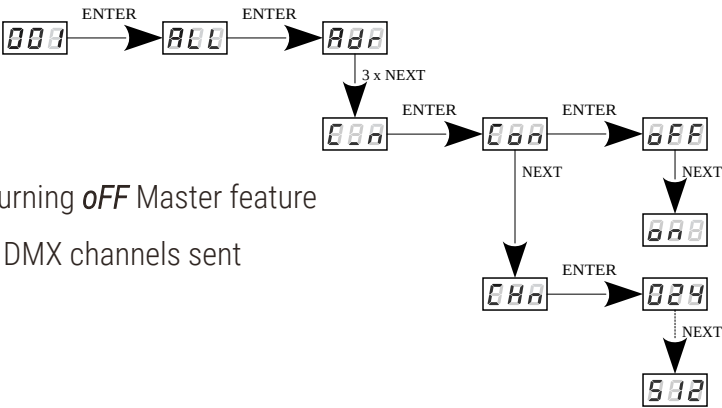 ENTER ENTER
001 ALL Adr
3 x NEXT
ENTER ENTER
C_n Con oFF
NEXT NEXT
urning oFF Master feature
on
DMX channels sent
ENTER
CHn 024
NEXT
512